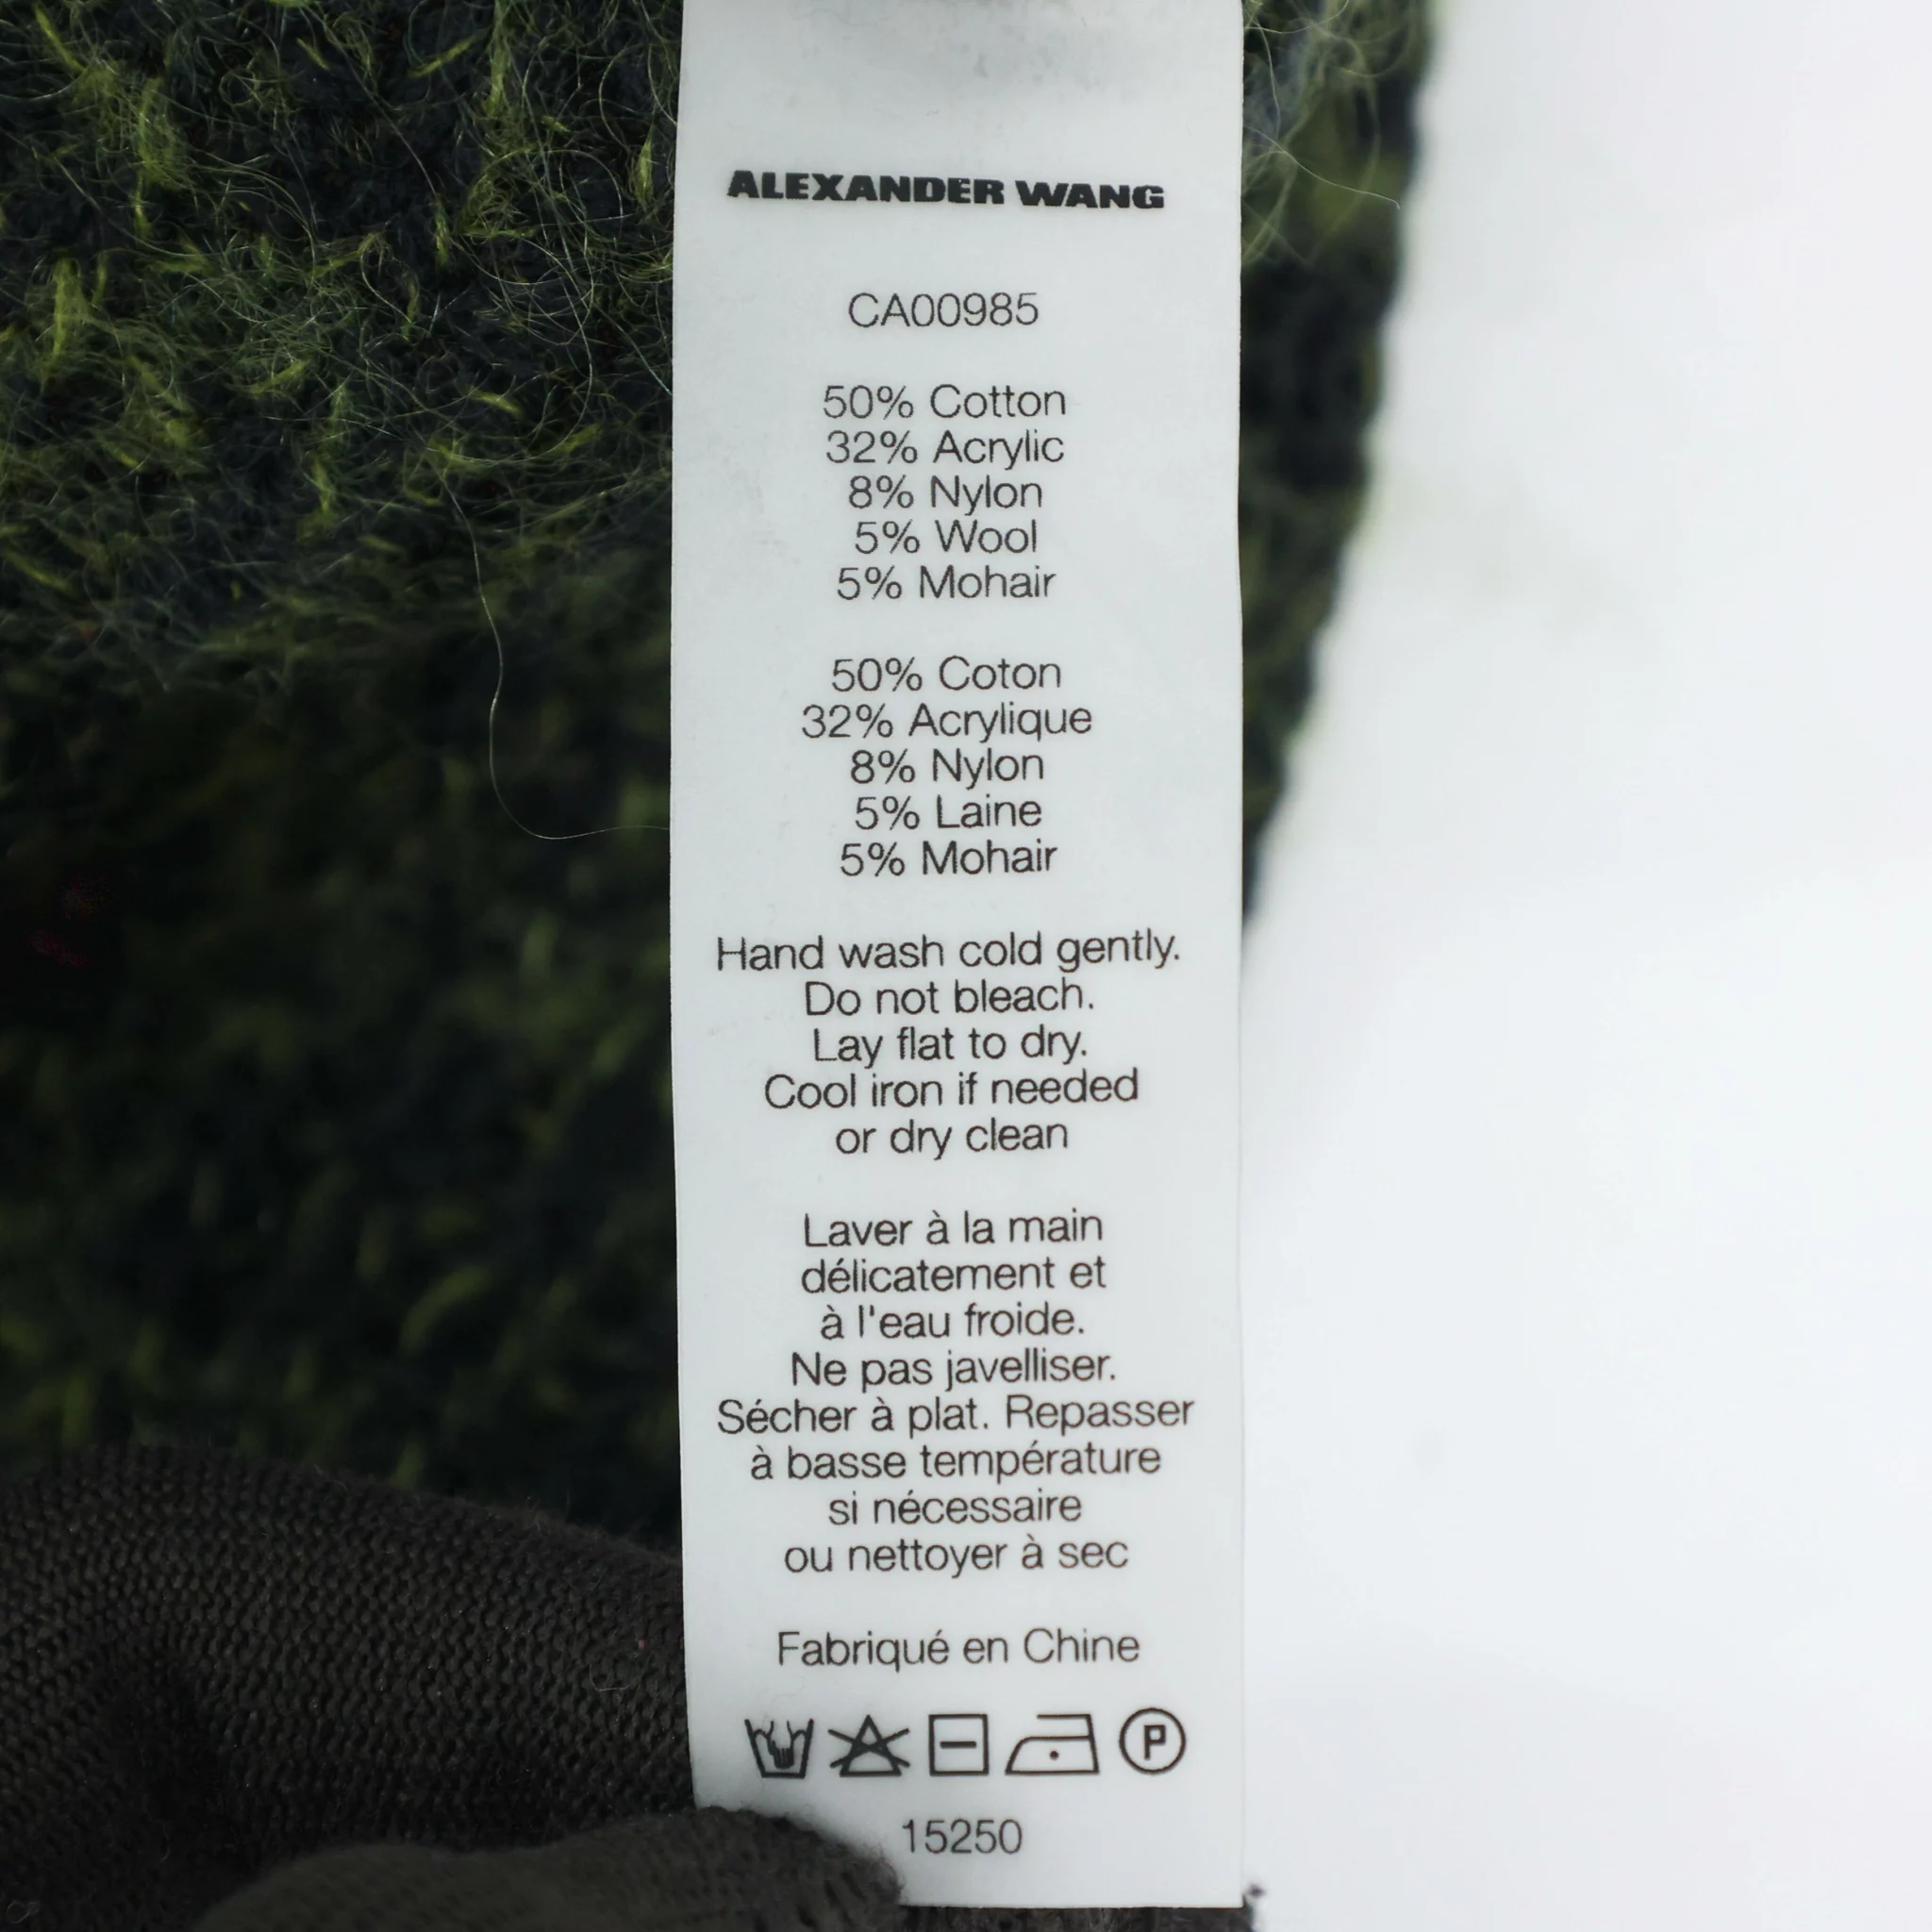 ALEXANDER WANG
CA00985
50% Cotton
32% Acrylic
8% Nylon
5% Wool
5% Mohair
50% Coton
32% Acrylique
8% Nylon
5% Laine
5% Mohair
Hand wash cold gently.
Do not bleach.
Lay flat to dry.
Cool iron if needed
or dry clean
Laver à la main
délicatement et
à l'eau froide.
Ne pas javelliser.
Sécher à plat. Repasser
à basse température
si nécessaire
ou nettoyer à sec
Fabriqué en Chine
P
15250